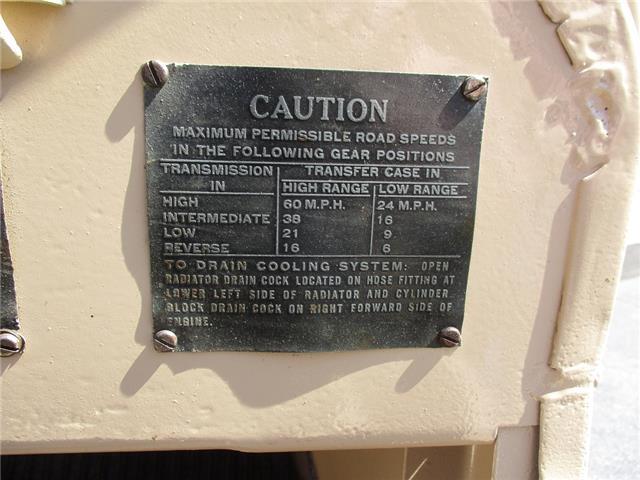 CAUTION
MAXIMUM PERMISSIBLE ROAD SPEEDS
IN THE FOLLOWING GEAR POSITIONS
TRANSMISSION IN TRANSFER CASE IN
HIGH RANGE LOW RANGE
HIGH 60 M.P.H. 24 M.P.H.
INTERMEDIATE 38 16
LOW 21 9
REVERSE 16 6
TO DRAIN COOLING SYSTEM: OPEN
RADIATOR DRAIN COCK LOCATED ON HOSE FITTING AT
LOWER LEFT SIDE OF RADIATOR AND CYLINDER
BLOCK DRAIN COCK ON RIGHT FORWARD SIDE OF
ENGINE.